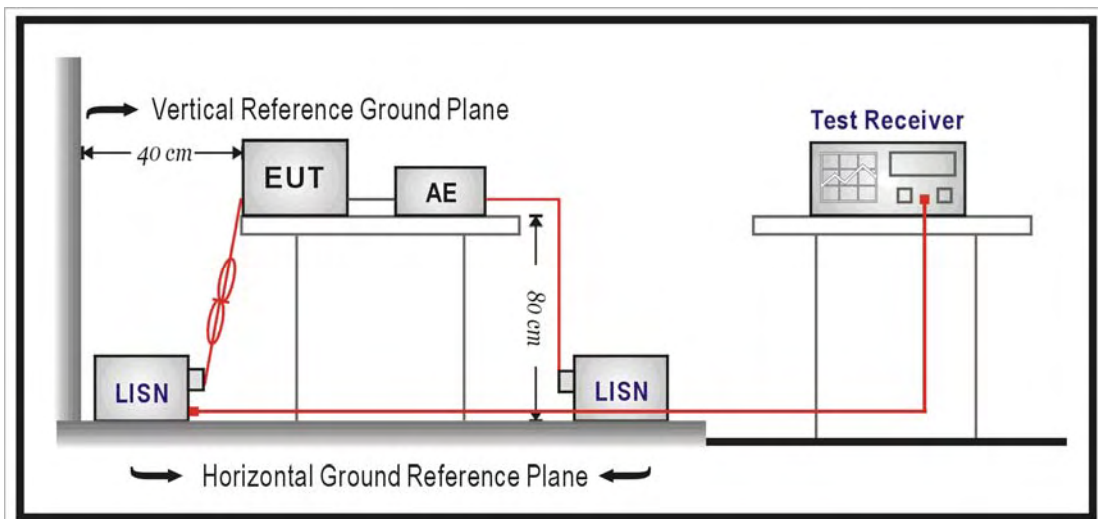 Vertical Reference Ground Plane
Test Receiver
40 cm
EUT
AE
80 cm
LISN
LISN
Horizontal Ground Reference Plane